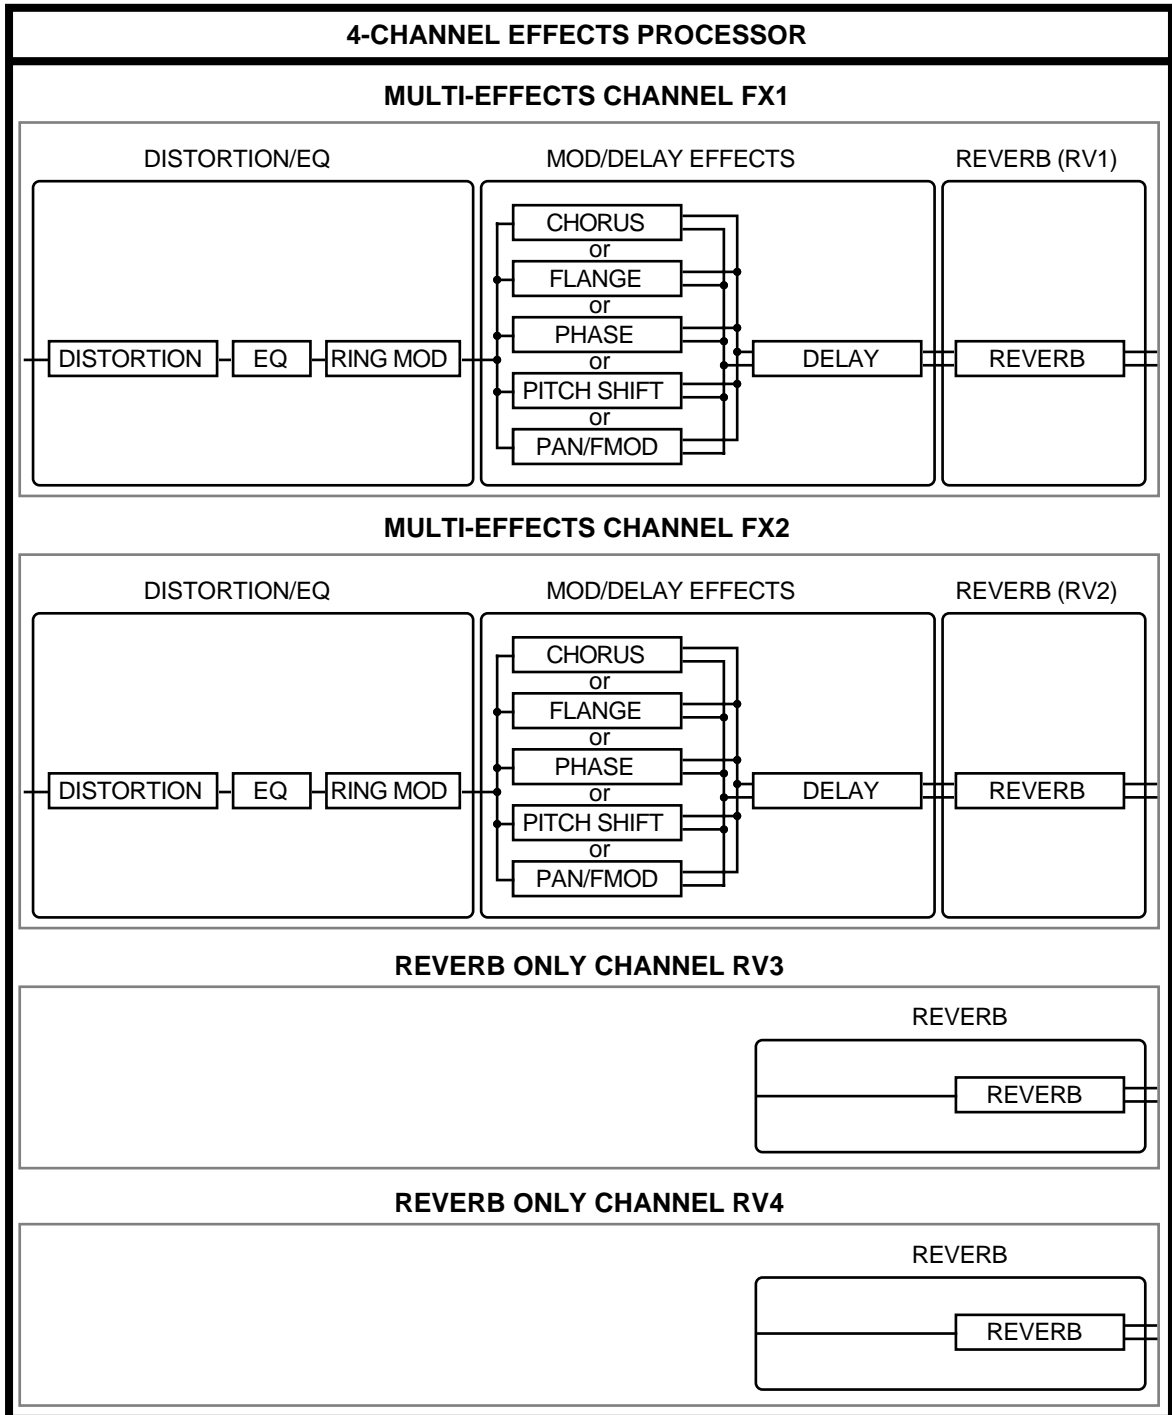 4-CHANNEL EFFECTS PROCESSOR
MULTI-EFFECTS CHANNEL FX1
DISTORTION/EQ
MOD/DELAY EFFECTS
REVERB (RV1)
CHORUS
or
FLANGE
or
PHASE
or
PITCH SHIFT
or
PAN/FMOD
DISTORTION
EQ
RING MOD
DELAY
REVERB
MULTI-EFFECTS CHANNEL FX2
DISTORTION/EQ
MOD/DELAY EFFECTS
REVERB (RV2)
CHORUS
or
FLANGE
or
PHASE
or
PITCH SHIFT
or
PAN/FMOD
DISTORTION
EQ
RING MOD
DELAY
REVERB
REVERB ONLY CHANNEL RV3
REVERB
REVERB
REVERB ONLY CHANNEL RV4
REVERB
REVERB